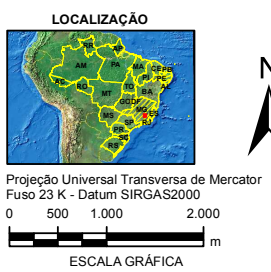 LOCALIZAÇÃO
RR AP
AM PA MA CE PB
PI PE
AC RO TO AL
MT BA
GO DF
MG ES
MS SP RJ
PR
SC
RS
N
Projeção Universal Transversa de Mercator
Fuso 23 K - Datum SIRGAS2000
0 500 1.000 2.000
m
ESCALA GRÁFICA